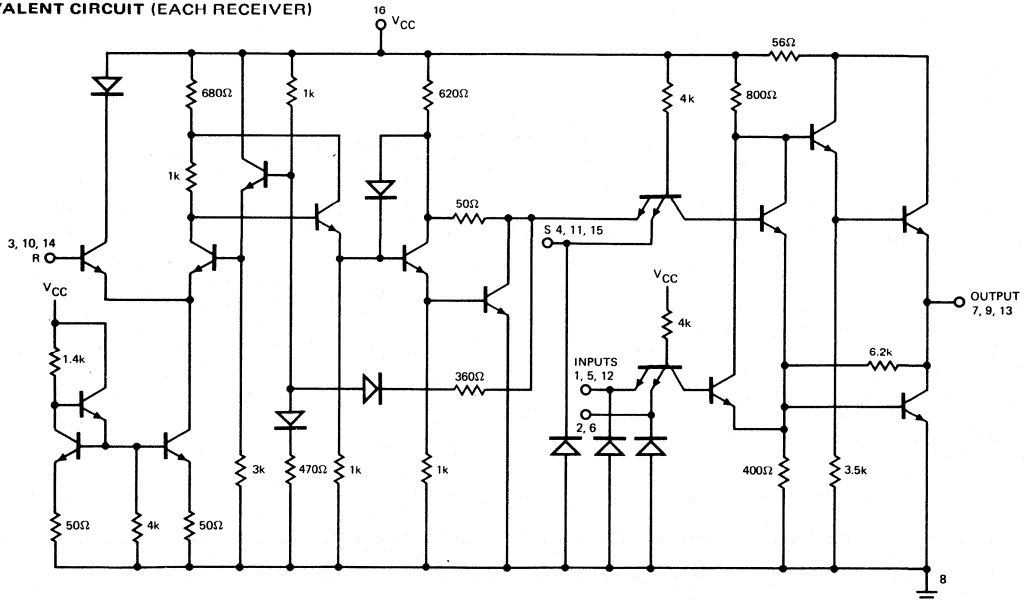 VALENT CIRCUIT (EACH RECEIVER)
16
VCC
56Ω
680Ω
1k
620Ω
4k
800Ω
1k
50Ω
3, 10, 14
R
S 4, 11, 15
VCC
VCC
4k
OUTPUT
7, 9, 13
1.4k
INPUTS
1, 5, 12
360Ω
6.2k
2, 6
3k
470Ω
1k
1k
400Ω
3.5k
50Ω
4k
50Ω
8